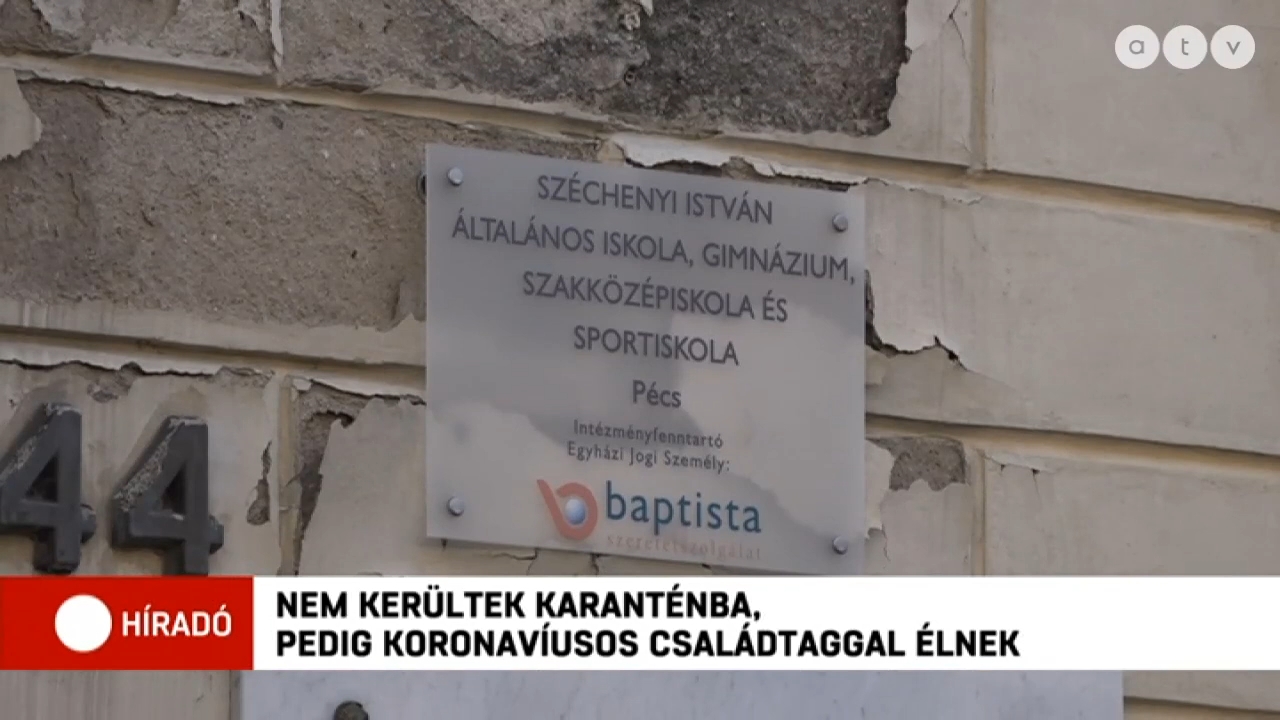 atv
SZÉCHENYI ISTVÁN
ÁLTALÁNOS ISKOLA, GIMNÁZIUM,
SZAKKÖZÉPISKOLA ÉS
SPORTISKOLA
Pécs
Intézményfenntartó
Egyházi Jogi Személy:
baptista
szeretetszolgálat
44
HÍRADÓ
NEM KERÜLTEK KARANTÉNBA,
PEDIG KORONAVÍUSOS CSALÁDTAGGAL ÉLNEK